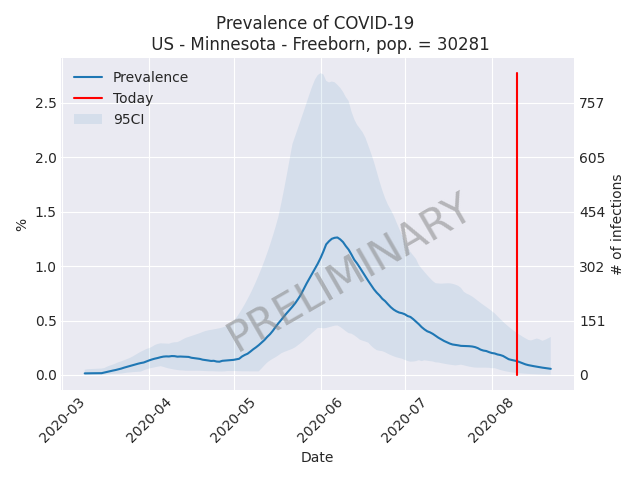 Prevalence of COVID-19
US - Minnesota - Freeborn, pop. = 30281
Prevalence
Today
95CI
PRELIMINARY
%
2.5
2.0
1.5
1.0
0.5
0.0
757
605
454
302
151
0
# of infections
2020-03
2020-04
2020-05
2020-06
2020-07
2020-08
Date